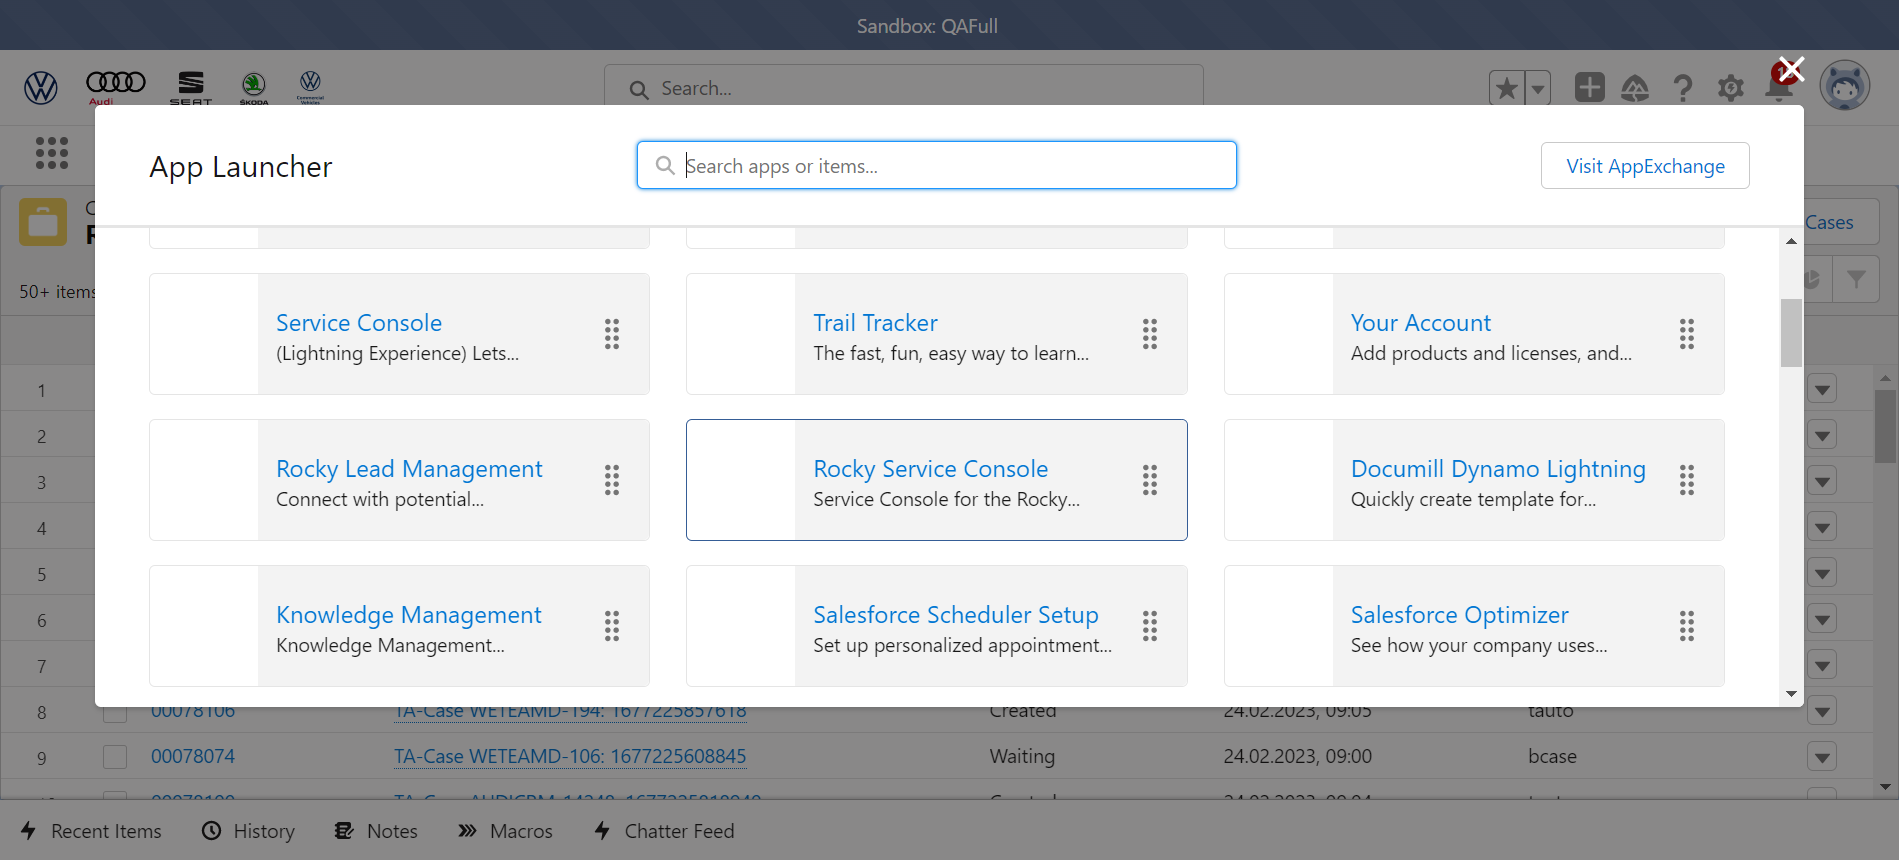 Sandbox: QAFull
Audi
SEAT
ŠKODA
Commercial
Vehicles
Search...
App Launcher
Search apps or items...
Visit AppExchange
Cases
50+ items
Service Console
(Lightning Experience) Lets...
Trail Tracker
The fast, fun, easy way to learn...
Your Account
Add products and licenses, and...
Rocky Lead Management
Connect with potential...
Rocky Service Console
Service Console for the Rocky...
Documill Dynamo Lightning
Quickly create template for...
Knowledge Management
Knowledge Management...
Salesforce Scheduler Setup
Set up personalized appointment...
Salesforce Optimizer
See how your company uses...
1
2
3
4
5
6
7
8 00078106 TA-Case WETEAMD-194: 1677225857618 Created 24.02.2023, 09:05 tauto
9 00078074 TA-Case WETEAMD-106: 1677225608845 Waiting 24.02.2023, 09:00 bcase
Recent Items History Notes Macros Chatter Feed